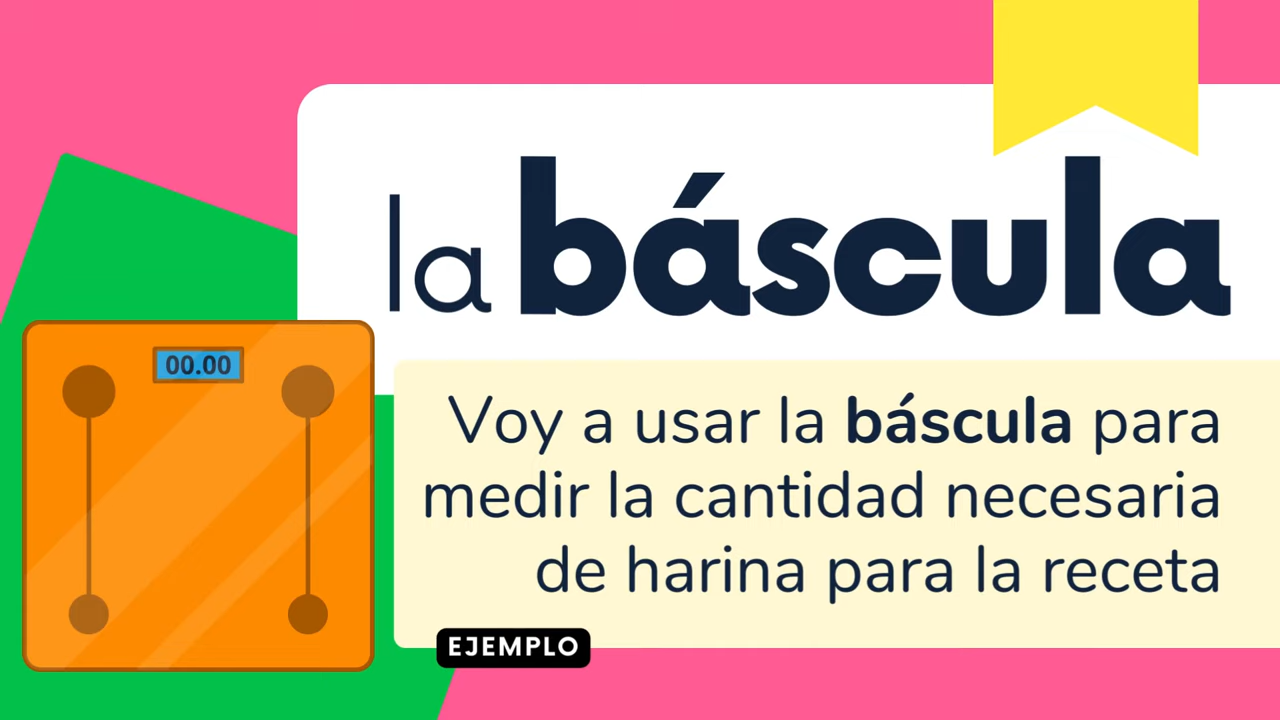 la báscula
00.00
Voy a usar la báscula para
medir la cantidad necesaria
de harina para la receta
EJEMPLO